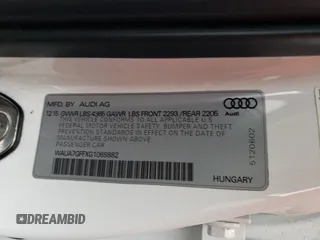 MFD. BY AUDI AG
12.15 GVWR LBS 4365 GAWR LBS FRONT 2293 /REAR 2205
THIS VEHICLE CONFORMS TO ALL APPLICABLE U.S.
FEDERAL MOTOR VEHICLE SAFETY, BUMPER AND THEFT
PREVENTION STANDARDS IN EFFECT ON THE DATE OF
MANUFACTURE SHOWN ABOVE.
PASSENGER CAR
Audi
5120602
HUNGARY
DREAMBID